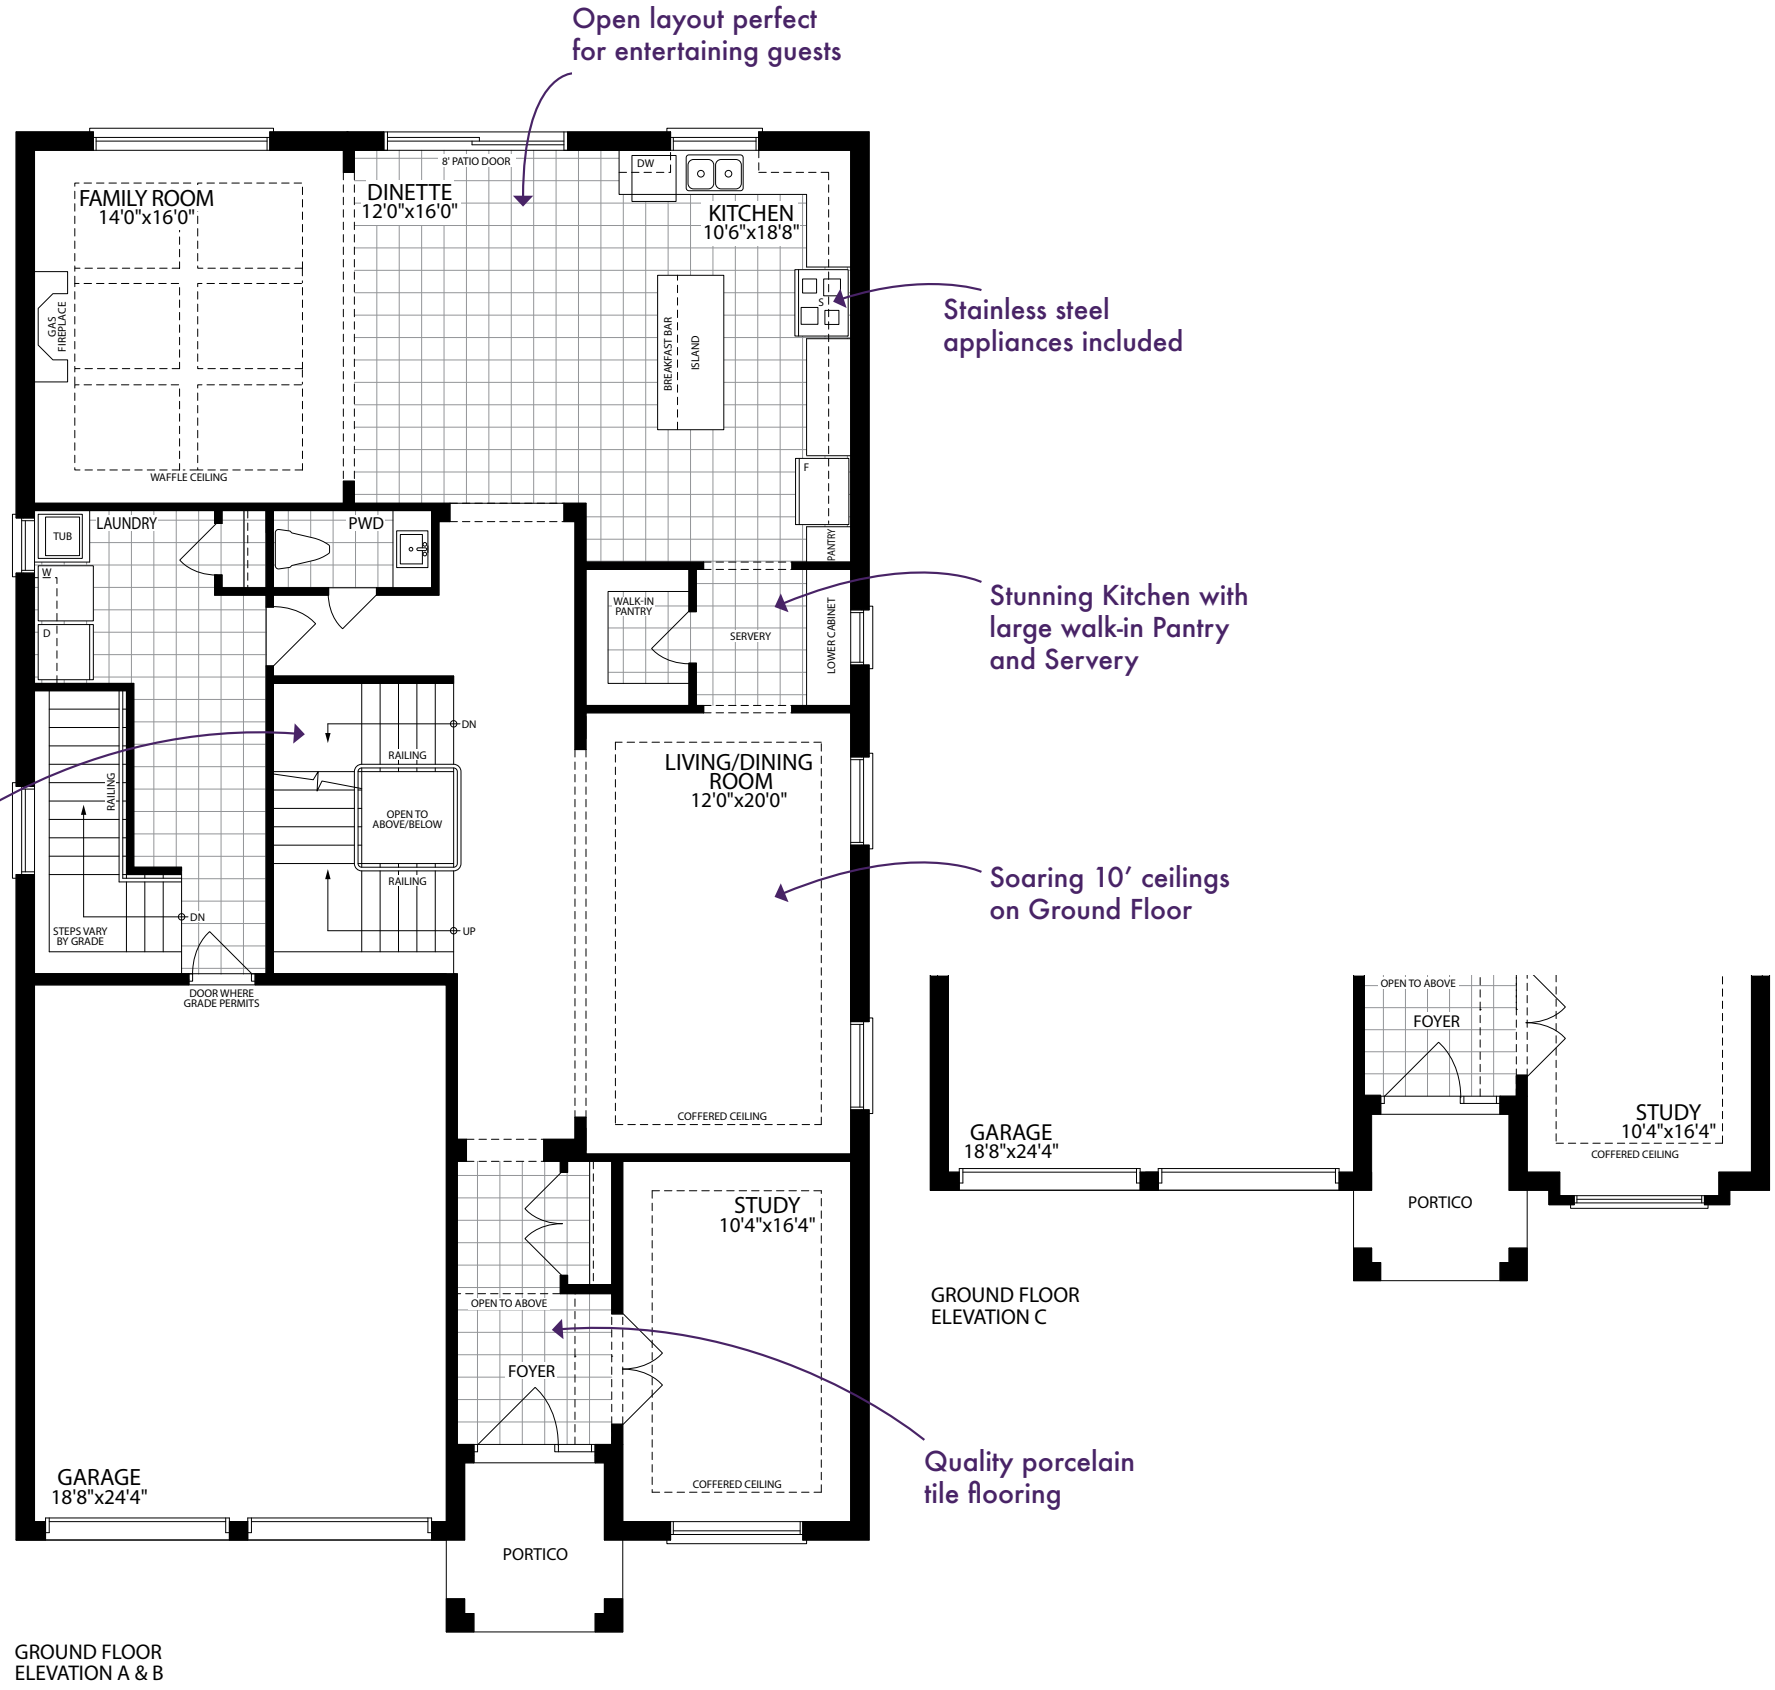 Open layout perfect
for entertaining guests
8' PATIO DOOR
DW
FAMILY ROOM
14'0"x16'0"
DINETTE
12'0"x16'0"
KITCHEN
10'6"x18'8"
GAS
FIREPLACE
BREAKFAST BAR
ISLAND
S
Stainless steel
appliances included
WAFFLE CEILING
F
PANTRY
LAUNDRY
TUB
PWD
W
D
WALK-IN
PANTRY
SERVERY
LOWER CABINET
Stunning Kitchen with
large walk-in Pantry
and Servery
DN
RAILING
RAILING
OPEN TO
ABOVE/BELOW
RAILING
UP
DN
STEPS VARY
BY GRADE
DOOR WHERE
GRADE PERMITS
LIVING/DINING
ROOM
12'0"x20'0"
Soaring 10' ceilings
on Ground Floor
COFFERED CEILING
STUDY
10'4"x16'4"
OPEN TO ABOVE
FOYER
COFFERED CEILING
Quality porcelain
tile flooring
GARAGE
18'8"x24'4"
PORTICO
GROUND FLOOR
ELEVATION A & B
OPEN TO ABOVE
FOYER
GARAGE
18'8"x24'4"
STUDY
10'4"x16'4"
COFFERED CEILING
PORTICO
GROUND FLOOR
ELEVATION C